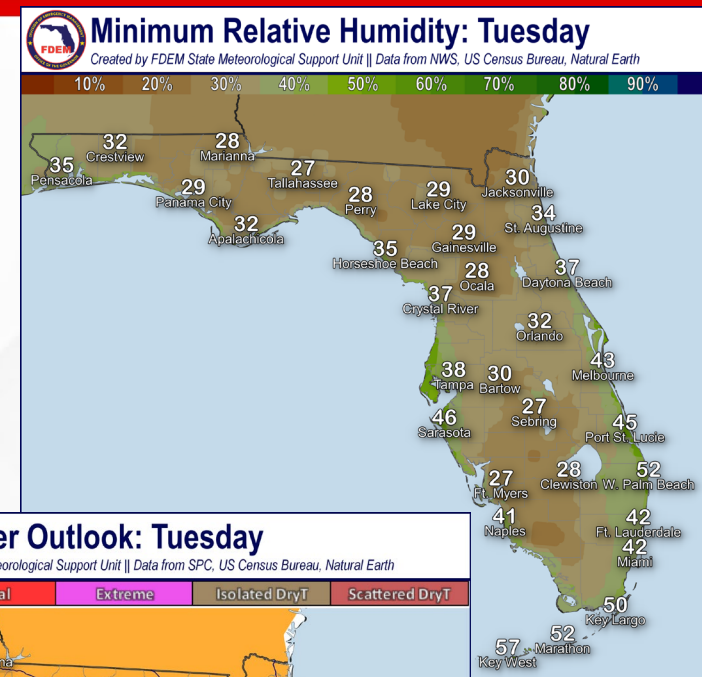 Minimum Relative Humidity: Tuesday
Created by FDEM State Meteorological Support Unit || Data from NWS, US Census Bureau, Natural Earth
FDEM
10% 20% 30% 40% 50% 60% 70% 80% 90%
32
Crestview
28
Marianna
35
Pensacola
27
Tallahassee
29
Panama City
28
Perry
29
Lake City
30
Jacksonville
32
Apalachicola
34
St. Augustine
29
Gainesville
35
Horseshoe Beach
28
Ocala
37
Daytona Beach
37
Crystal River
32
Orlando
43
Melbourne
38
Tampa
30
Bartow
27
Sebring
46
Sarasota
45
Port St. Lucie
27
Ft. Myers
28
Clewiston
52
W. Palm Beach
41
Naples
42
Ft. Lauderdale
42
Miami
50
Key Largo
52
Marathon
57
Key West
er Outlook: Tuesday
eorological Support Unit || Data from SPC, US Census Bureau, Natural Earth
al Extreme Isolated DryT Scattered DryT
na